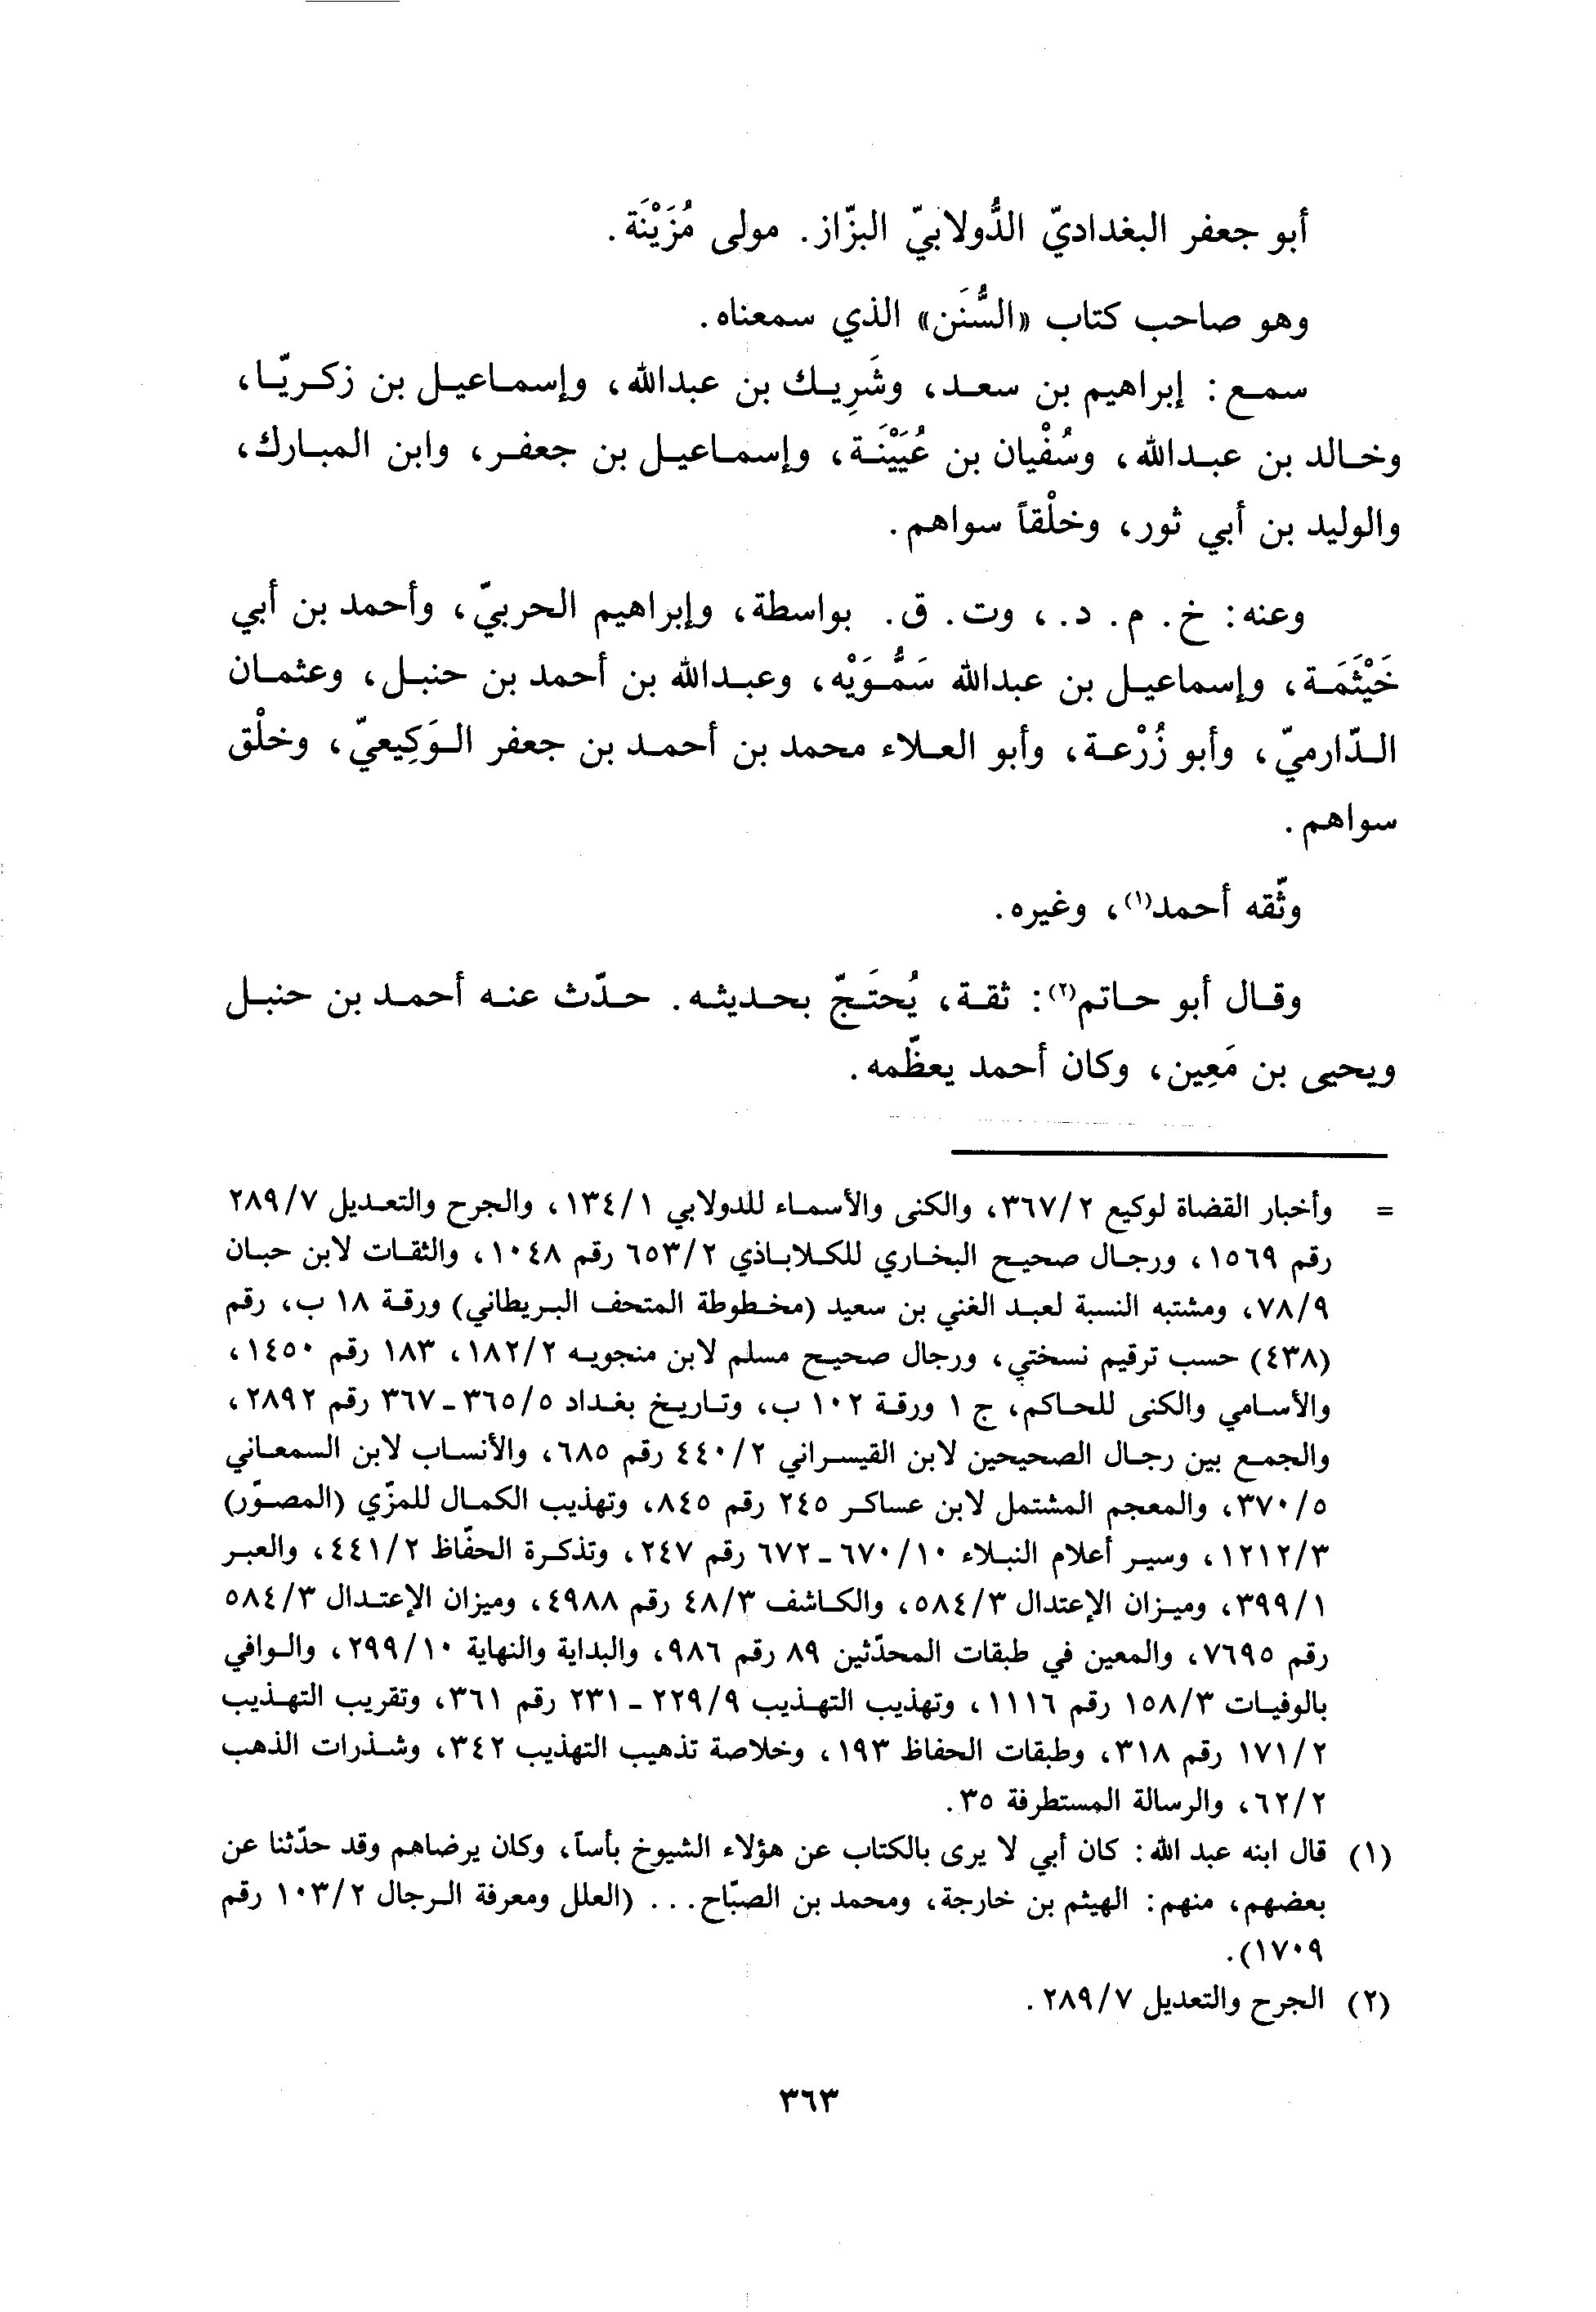 أبو جعفر البغداديّ الدُّولابيّ البزّاز. مولى مُزَيْنَة.
وهو صاحب كتاب «السُّنَن» الذي سمعناه.
سمع: إبراهيم بن سعد، وشَرِيك بن عبدالله، وإسماعيل بن زكريّا،
وخالد بن عبدالله، وسُفْيان بن عُيَيْنَة، وإسماعيل بن جعفر، وابن المبارك،
والوليد بن أبي ثور، وخلْقاً سواهم.
وعنه: خ. م. د.، وت. ق. بواسطة، وإبراهيم الحربيّ، وأحمد بن أبي
خَيْثَمَة، وإسماعيل بن عبدالله سَمُّوَيْه، وعبدالله بن أحمد بن حنبل، وعثمان
الدّارميّ، وأبو زُرْعة، وأبو العلاء محمد بن أحمد بن جعفر الوَكِيعيّ، وخلْق
سواهم.
وثّقه أحمد(١)، وغيره.
وقال أبو حاتم(٢): ثقة، يُحتَجّ بحديثه. حدّث عنه أحمد بن حنبل
ويحيى بن مَعِين، وكان أحمد يعظّمه.
= وأخبار القضاة لوكيع ٣٦٧/٢، والكنى والأسماء للدولابي ١٣٤/١، والجرح والتعديل ٢٨٩/٧
رقم ١٥٦٩، ورجال صحيح البخاري للكلاباذي ٦٥٣/٢ رقم ١٠٤٨، والثقات لابن حبان
٧٨/٩، ومشتبه النسبة لعبد الغني بن سعيد (مخطوطة المتحف البريطاني) ورقة ١٨ ب، رقم
(٤٣٨) حسب ترقيم نسختي، ورجال صحيح مسلم لابن منجويه ١٨٢/٢، ١٨٣ رقم ١٤٥٠،
والأسامي والكنى للحاكم، ج ١ ورقة ١٠٢ ب، وتاريخ بغداد ٣٦٥/٥ـ٣٦٧ رقم ٢٨٩٢،
والجمع بين رجال الصحيحين لابن القيسراني ٤٤٠/٢ رقم ٦٨٥، والأنساب لابن السمعاني
٣٧٠/٥، والمعجم المشتمل لابن عساكر ٢٤٥ رقم ٨٤٥، وتهذيب الكمال للمزّي (المصوّر)
١٢١٢/٣، وسير أعلام النبلاء ٦٧٠/١٠ـ٦٧٢ رقم ٢٤٧، وتذكرة الحفّاظ ٤٤١/٢، والعبر
٣٩٩/١، وميزان الإعتدال ٥٨٤/٣، والكاشف ٤٨/٣ رقم ٤٩٨٨، وميزان الإعتدال ٥٨٤/٣
رقم ٧٦٩٥، والمعين في طبقات المحدّثين ٨٩ رقم ٩٨٦، والبداية والنهاية ٢٩٩/١٠، والوافي
بالوفيات ١٥٨/٣ رقم ١١١٦، وتهذيب التهذيب ٢٢٩/٩ـ ٢٣١ رقم ٣٦١، وتقريب التهذيب
١٧١/٢ رقم ٣١٨، وطبقات الحفاظ ١٩٣، وخلاصة تذهيب التهذيب ٣٤٢، وشذرات الذهب
٦٢/٢، والرسالة المستطرفة ٣٥.
(١) قال ابنه عبد الله: كان أبي لا يرى بالكتاب عن هؤلاء الشيوخ بأساً، وكان يرضاهم وقد حدّثنا عن
بعضهم، منهم: الهيثم بن خارجة، ومحمد بن الصبّاح... (العلل ومعرفة الرجال ١٠٣/٢ رقم
١٧٠٩).
(٢) الجرح والتعديل ٢٨٩/٧.
٣٦٣